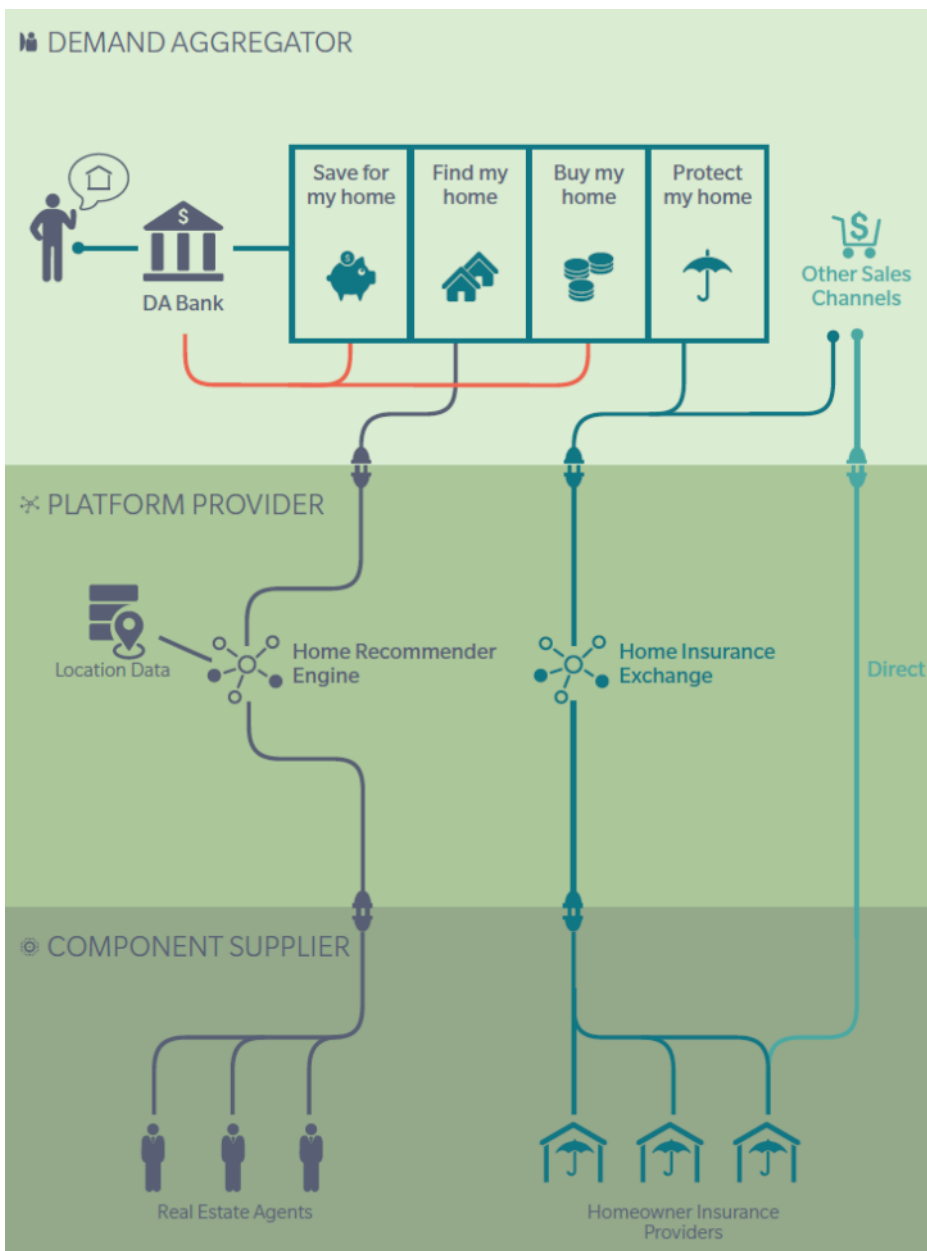 DEMAND AGGREGATOR
Save for
my home
Find my
home
Buy my
home
Protect
my home
$
$
$
DA Bank
Other Sales
Channels
PLATFORM PROVIDER
Location Data
Home Recommender
Engine
Home Insurance
Exchange
Direct
COMPONENT SUPPLIER
Real Estate Agents
Homeowner Insurance
Providers